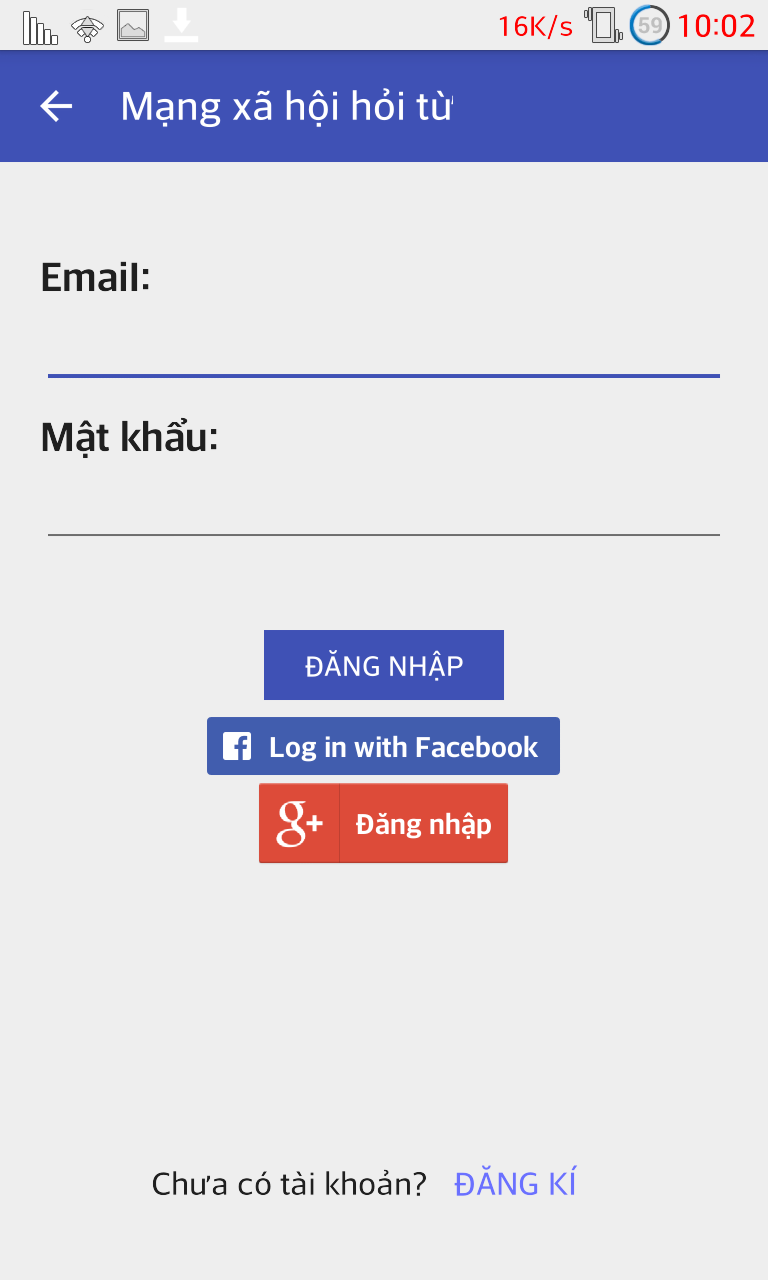 16K/s 59 10:02
Mạng xã hội hỏi từ
Email:
Mật khẩu:
ĐĂNG NHẬP
Log in with Facebook
g+ Đăng nhập
Chưa có tài khoản? ĐĂNG KÍ